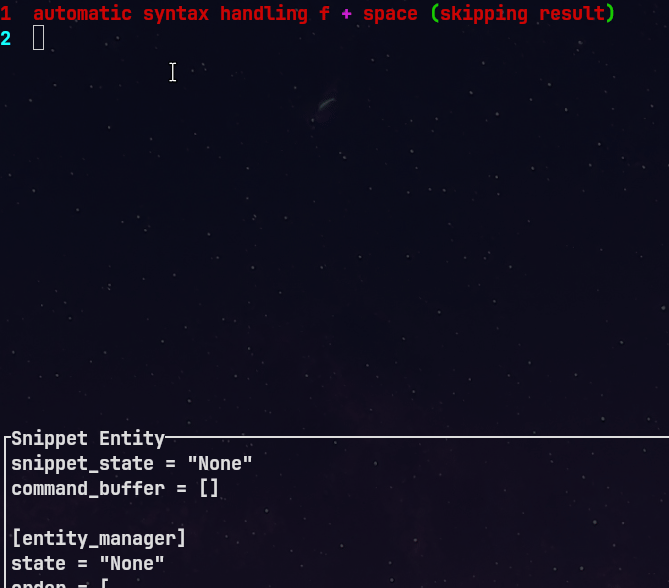 1 automatic syntax handling f + space (skipping result)
2
Snippet Entity
snippet_state = "None"
command_buffer = []
[entity_manager]
state = "None"
order = [